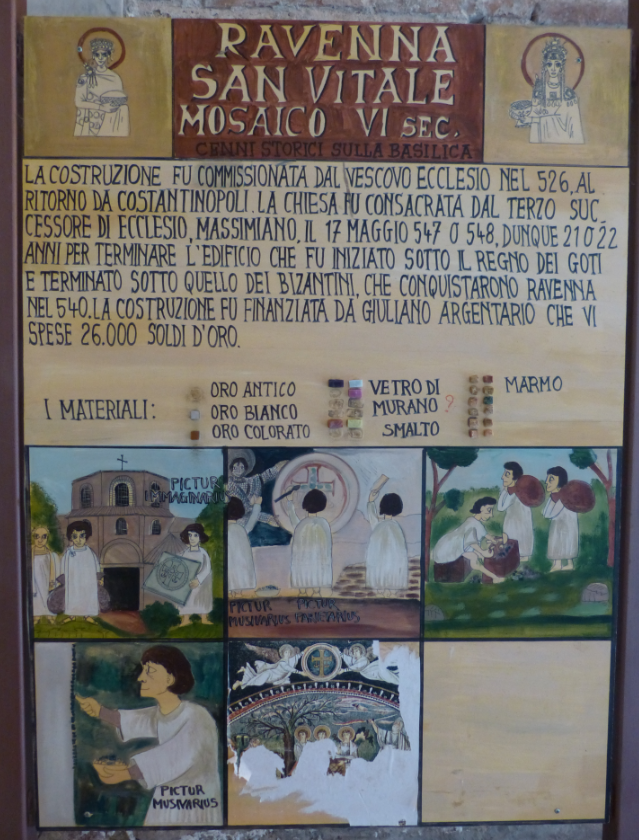 RAVENNA
SAN VITALE
MOSAICO VI SEC.
CENNI STORICI SULLA BASILICA
LA COSTRUZIONE FU COMMISSIONATA DAL VESCOVO ECCLESIO NEL 526, AL
RITORNO DA COSTANTINOPOLI. LA CHIESA FU CONSACRATA DAL TERZO SUC_
CESSORE DI ECCLESIO, MASSIMIANO, IL 17 MAGGIO 547 O 548, DUNQUE 21 O 22
ANNI PER TERMINARE L'EDIFICIO CHE FU INIZIATO SOTTO IL REGNO DEI GOTI
E TERMINATO SOTTO QUELLO DEI BIZANTINI, CHE CONQUISTARONO RAVENNA
NEL 540. LA COSTRUZIONE FU FINANZIATA DA GIULIANO ARGENTARIO CHE VI
SPESE 26.000 SOLDI D'ORO.
I MATERIALI:
ORO ANTICO
ORO BIANCO
ORO COLORATO
VETRO DI
MURANO ?
SMALTO
MARMO
PICTUR
IMMAGINARIUS
PICTUR
MUSIVARIUS
PICTUR
PICTUR
MUSIVARIUS